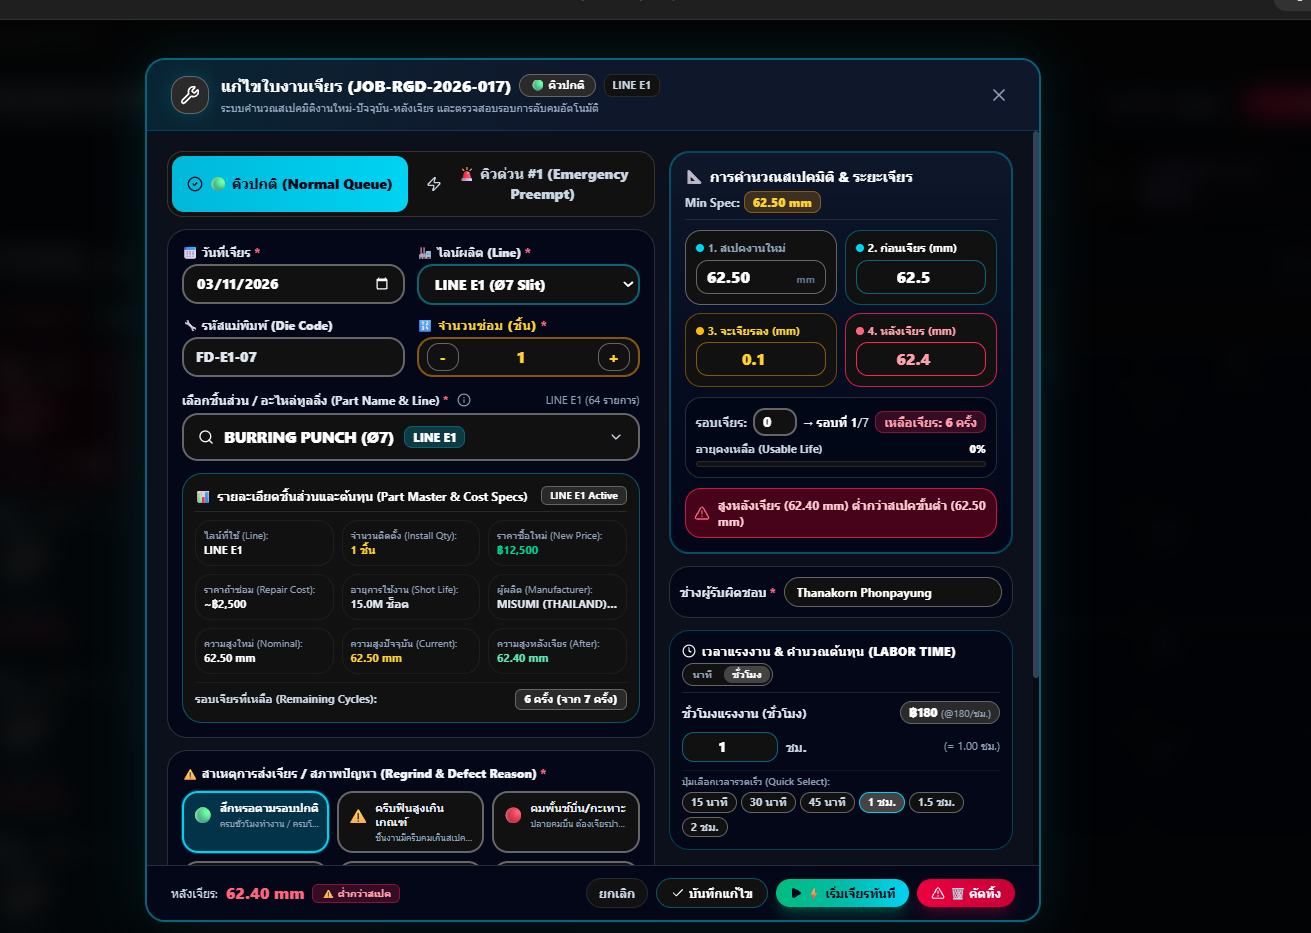 แก้ไขใบงานเจียร (JOB-RGD-2026-017) คิวปกติ LINE E1
ระบบคำนวณสเปคมิติงานใหม่-ปัจจุบัน-หลังเจียร และตรวจสอบรอบการลับคมอัตโนมัติ
คิวปกติ (Normal Queue)
คิวด่วน #1 (Emergency
Preempt)
วันที่เจียร *
ไลน์ผลิต (Line) *
03/11/2026
LINE E1 (Ø7 Slit)
รหัสแม่พิมพ์ (Die Code)
จำนวนซ่อม (ชิ้น) *
FD-E1-07
- 1 +
เลือกชิ้นส่วน / อะไหล่ทูลลิ่ง (Part Name & Line) *
LINE E1 (64 รายการ)
BURRING PUNCH (Ø7) LINE E1
รายละเอียดชิ้นส่วนและต้นทุน (Part Master & Cost Specs) LINE E1 Active
ไลน์ที่ใช้ (Line):
LINE E1
จำนวนติดตั้ง (Install Qty):
1 ชิ้น
ราคาซื้อใหม่ (New Price):
฿12,500
ราคาค่าซ่อม (Repair Cost):
~฿2,500
อายุการใช้งาน (Shot Life):
15.0M ช็อต
ผู้ผลิต (Manufacturer):
MISUMI (THAILAND)...
ความสูงใหม่ (Nominal):
62.50 mm
ความสูงปัจจุบัน (Current):
62.50 mm
ความสูงหลังเจียร (After):
62.40 mm
รอบเจียรที่เหลือ (Remaining Cycles):
6 ครั้ง (จาก 7 ครั้ง)
สาเหตุการส่งเจียร / สภาพปัญหา (Regrind & Defect Reason) *
สึกหรอตามรอบปกติ
ครบชั่วโมงทำงาน / ครบโ...
ครีบฟินสูงเกิน
เกณฑ์
ชิ้นงานมีครีบคมเกินสเปค...
คมพั้นช์บิ่น/กะเทาะ
ปลายคมบิ่น ต้องเจียรปา...
การคำนวณสเปคมิติ & ระยะเจียร
Min Spec: 62.50 mm
1. สเปคงานใหม่
62.50 mm
2. ก่อนเจียร (mm)
62.5
3. จะเจียรลง (mm)
0.1
4. หลังเจียร (mm)
62.4
รอบเจียร: 0 → รอบที่ 1/7 เหลือเจียร: 6 ครั้ง
อายุคงเหลือ (Usable Life) 0%
สูงหลังเจียร (62.40 mm) ต่ำกว่าสเปคขั้นต่ำ (62.50
mm)
ช่างผู้รับผิดชอบ * Thanakorn Phonpayung
เวลาแรงงาน & คำนวณต้นทุน (LABOR TIME)
นาที ชั่วโมง
ชั่วโมงแรงงาน (ชั่วโมง) ฿180 (@180/ชม.)
1 ชม. (= 1.00 ชม.)
ปุ่มเลือกเวลารวดเร็ว (Quick Select):
15 นาที 30 นาที 45 นาที 1 ชม. 1.5 ชม.
2 ชม.
หลังเจียร: 62.40 mm ต่ำกว่าสเปค
ยกเลิก
บันทึกแก้ไข
เริ่มเจียรทันที
คัดทิ้ง